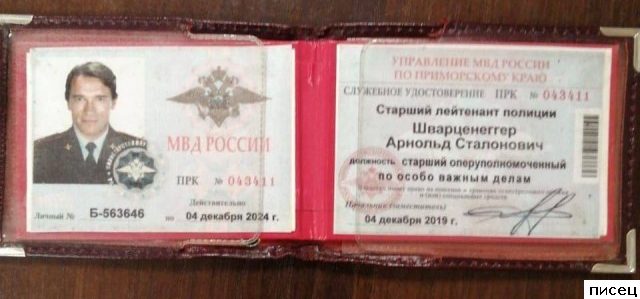 МВД РОССИИ
ПРК № 043411
Действительно
Личный № Б-563646 по 04 декабря 2024 г.
УПРАВЛЕНИЕ МВД РОССИИ
ПО ПРИМОРСКОМУ КРАЮ
СЛУЖЕБНОЕ УДОСТОВЕРЕНИЕ ПРК № 043411
Старший лейтенант полиции
Шварценеггер
Арнольд Сталонович
должность старший оперуполномоченный
по особо важным делам
04 декабря 2019 г.
писец